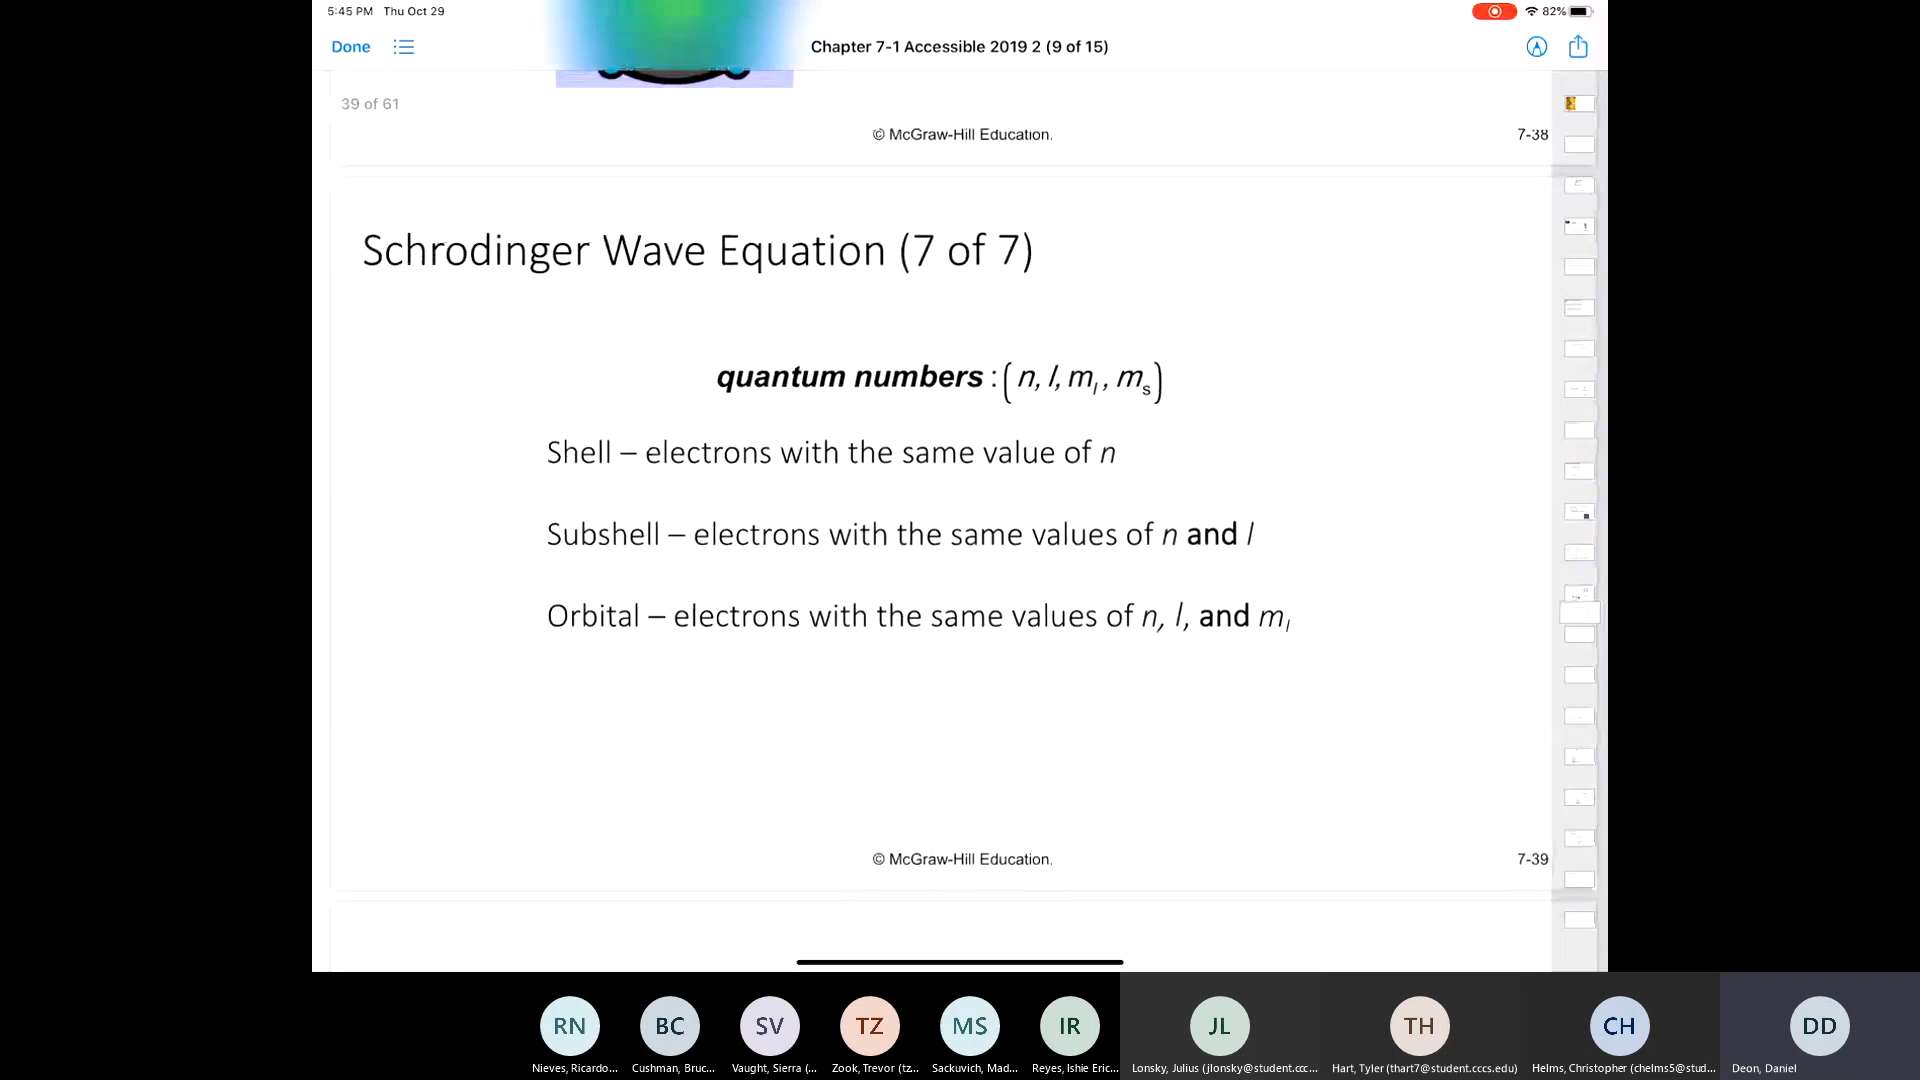 5:45 PM Thu Oct 29
82%
Done
Chapter 7-1 Accessible 2019 2 (9 of 15)
39 of 61
© McGraw-Hill Education.
7-38
Schrodinger Wave Equation (7 of 7)
quantum numbers : (n, l, mₗ, mₛ)
Shell – electrons with the same value of n
Subshell – electrons with the same values of n and l
Orbital – electrons with the same values of n, l, and mₗ
© McGraw-Hill Education.
7-39
RN BC SV TZ MS IR JL TH CH DD
Nieves, Ricardo... Cushman, Bruc... Vaught, Sierra (... Zook, Trevor (tz... Sackuvich, Mad... Reyes, Ishie Eric... Lonsky, Julius (jlonsky@student.ccc... Hart, Tyler (thart7@student.cccs.edu) Helms, Christopher (chelms5@stud... Deon, Daniel